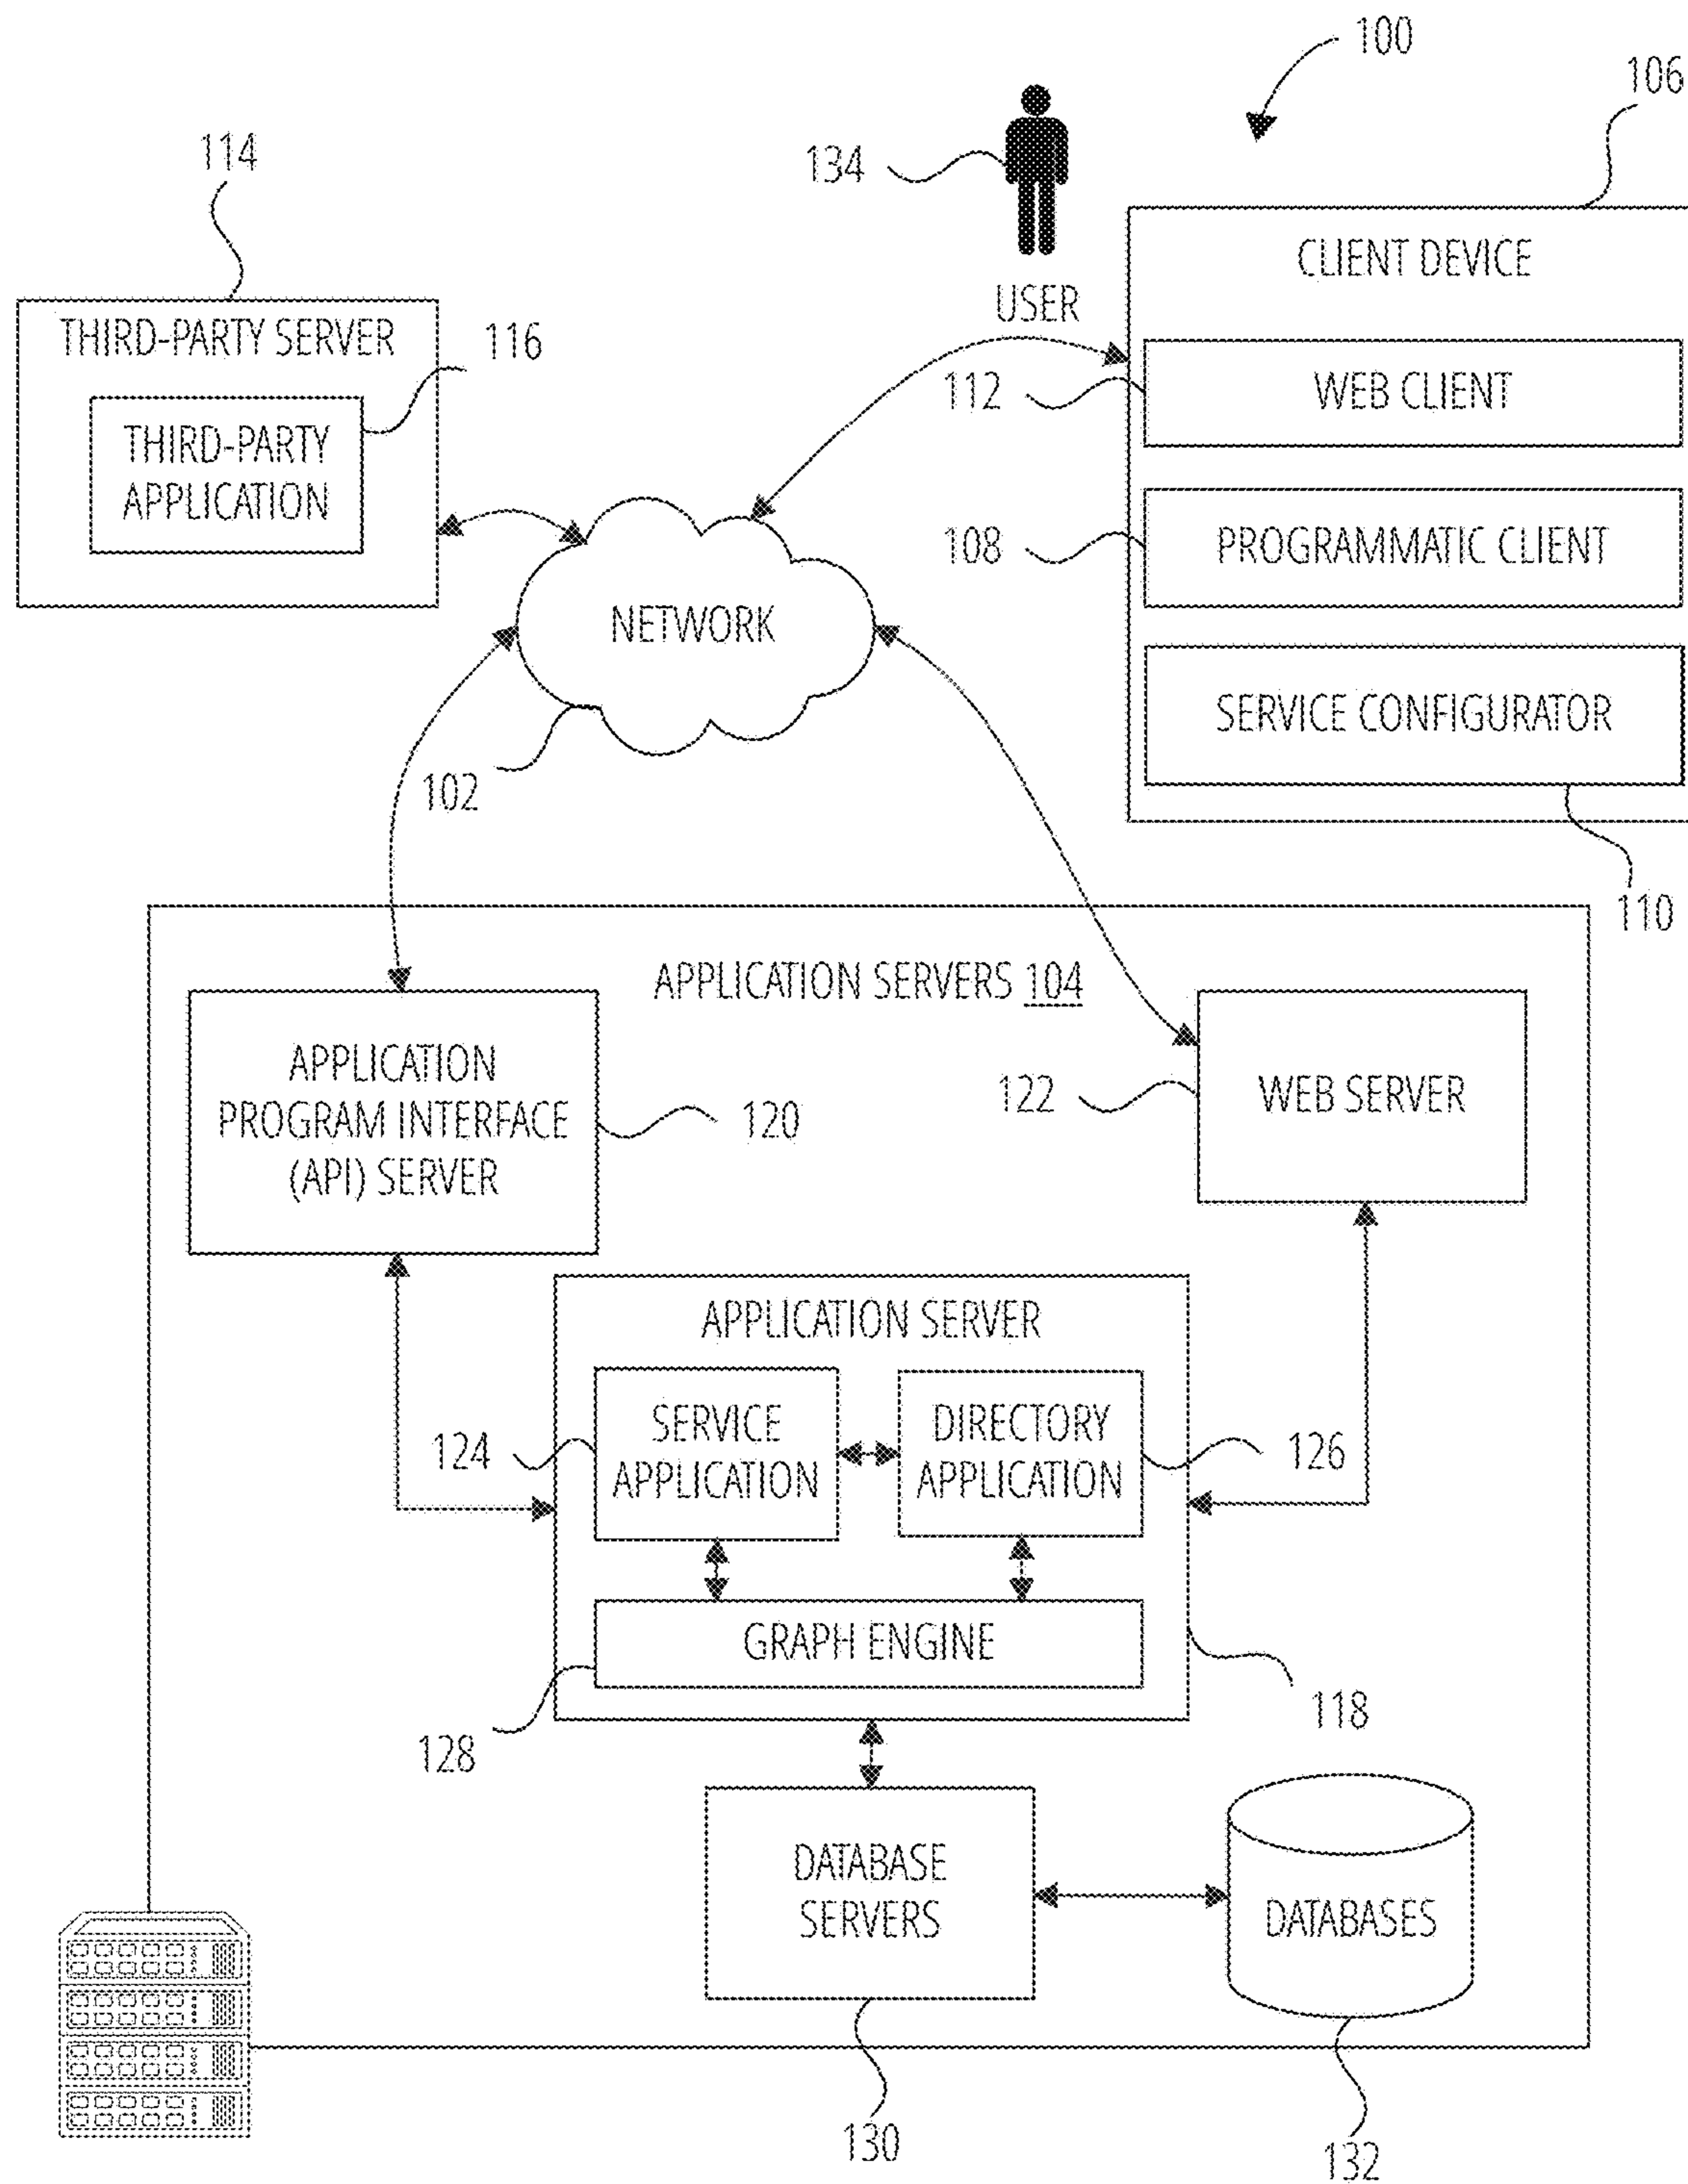 100
106
134
114
CLIENT DEVICE
USER
THIRD-PARTY SERVER
116
112
WEB CLIENT
THIRD-PARTY
APPLICATION
108
PROGRAMMATIC CLIENT
NETWORK
SERVICE CONFIGURATOR
102
110
APPLICATION SERVERS 104
APPLICATION
PROGRAM INTERFACE
(API) SERVER
120
122
WEB SERVER
APPLICATION SERVER
124
SERVICE
APPLICATION
DIRECTORY
APPLICATION
126
GRAPH ENGINE
128
118
DATABASE
SERVERS
DATABASES
130
132